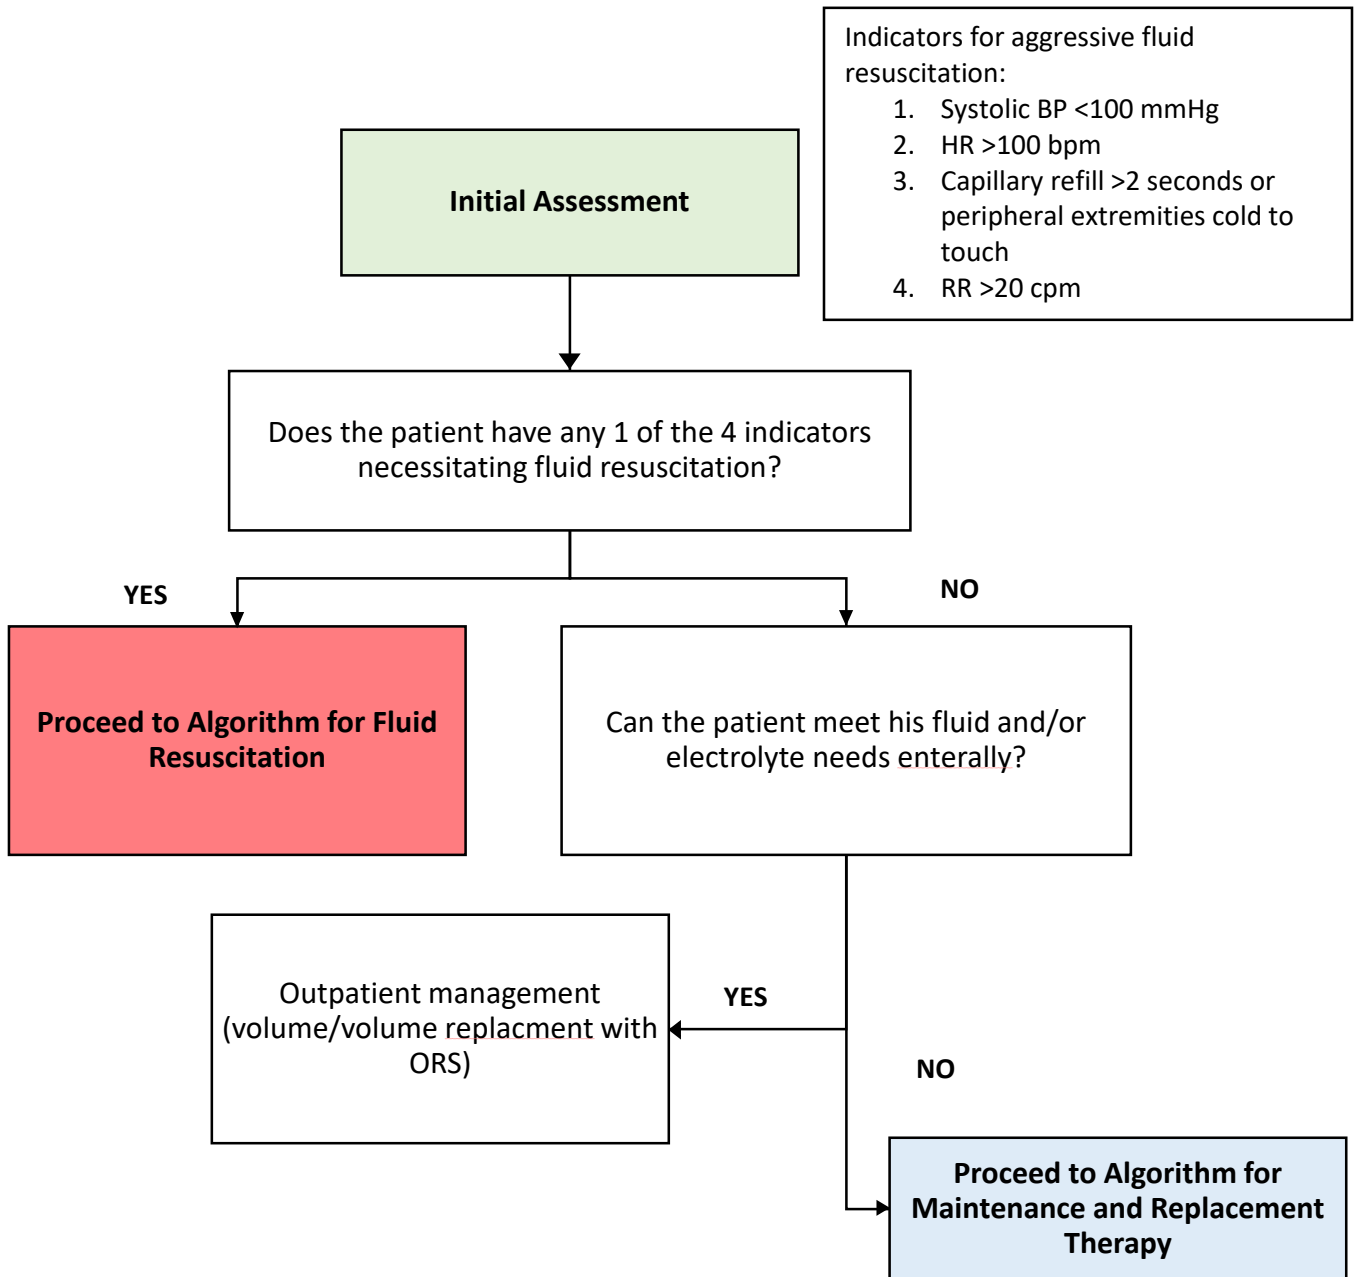 Indicators for aggressive fluid
resuscitation:
1. Systolic BP <100 mmHg
2. HR >100 bpm
3. Capillary refill >2 seconds or
peripheral extremities cold to
touch
4. RR >20 cpm
Initial Assessment
Does the patient have any 1 of the 4 indicators
necessitating fluid resuscitation?
YES
NO
Proceed to Algorithm for Fluid
Resuscitation
Can the patient meet his fluid and/or
electrolyte needs enterally?
Outpatient management
(volume/volume replacment with
ORS)
YES
NO
Proceed to Algorithm for
Maintenance and Replacement
Therapy